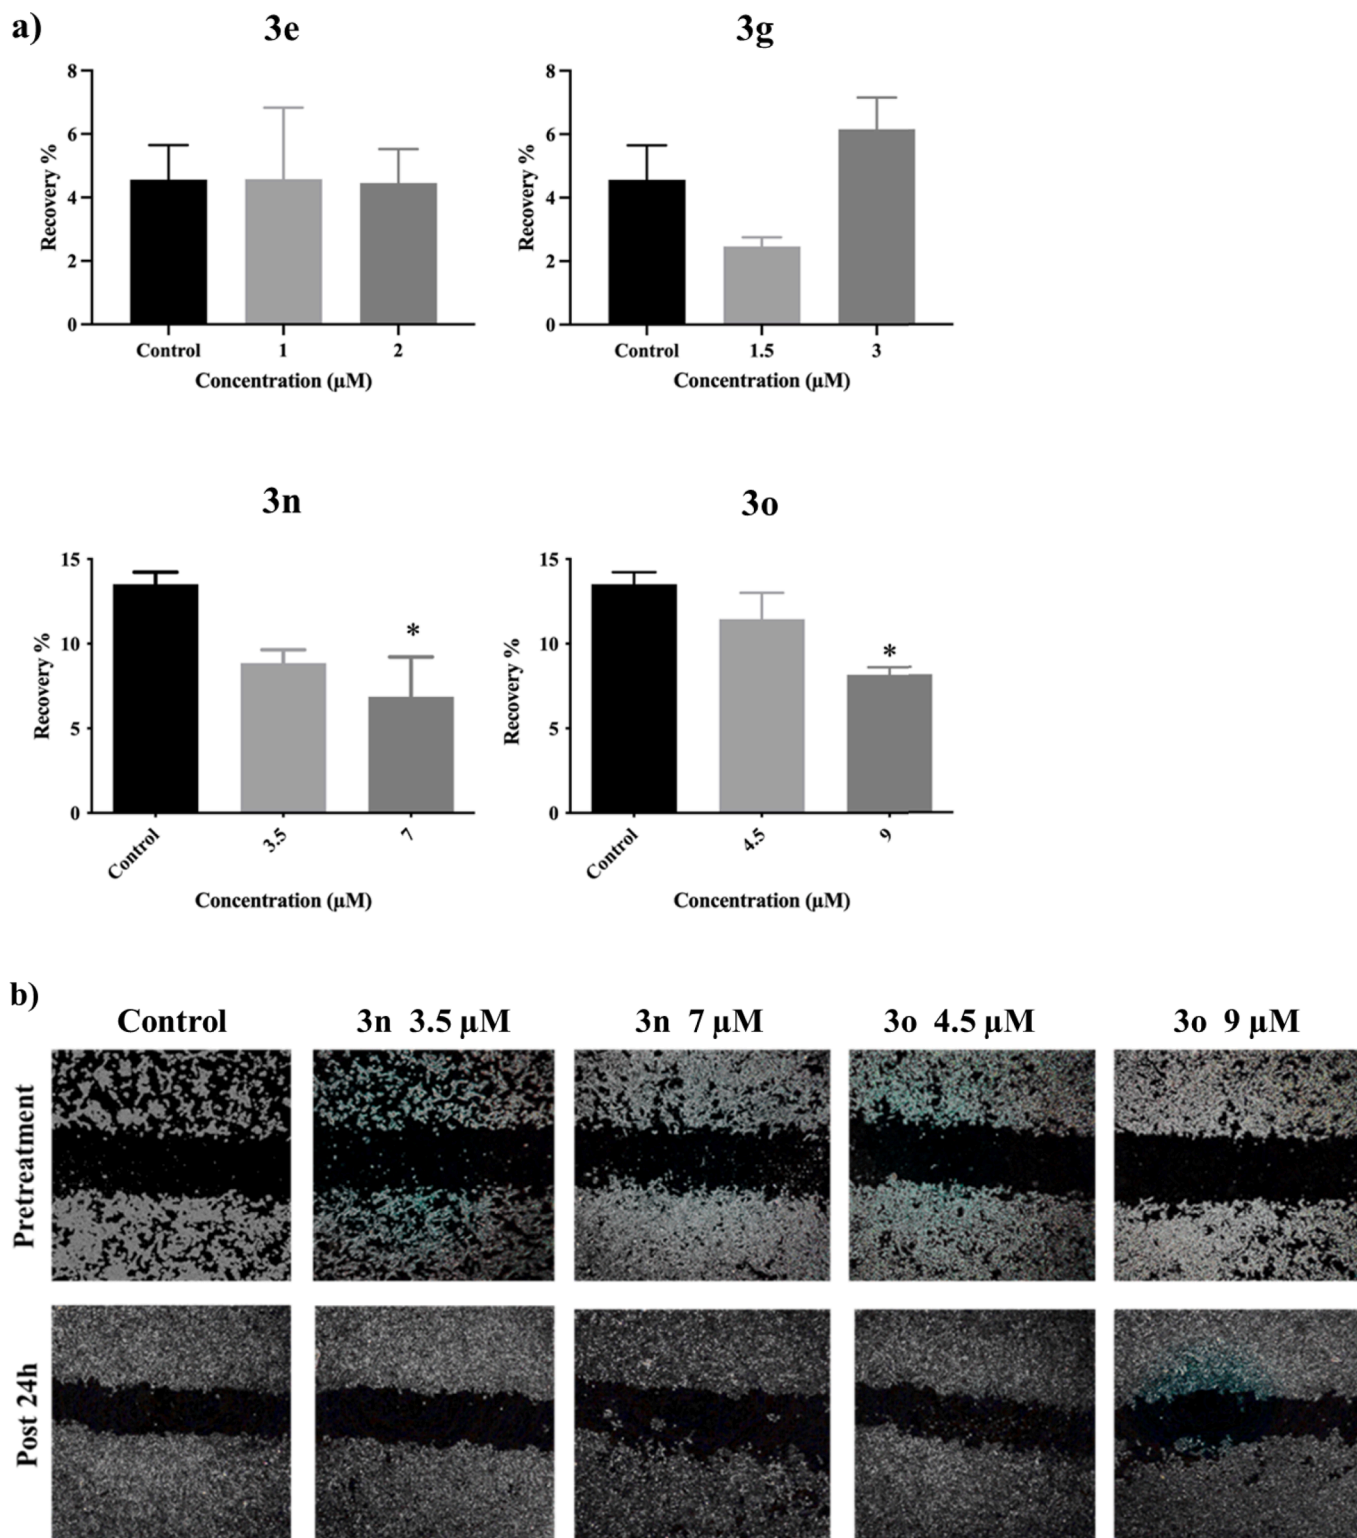 a)
3e
3g
8
6
4
2
0
Recovery %
Control
1
2
Concentration (µM)
8
6
4
2
0
Recovery %
Control
1.5
3
Concentration (µM)
3n
3o
15
10
5
0
Recovery %
*
Control
3.5
7
Concentration (µM)
15
10
5
0
Recovery %
*
Control
4.5
9
Concentration (µM)
b)
Control
3n 3.5 µM
3n 7 µM
3o 4.5 µM
3o 9 µM
Pretreatment
Post 24h